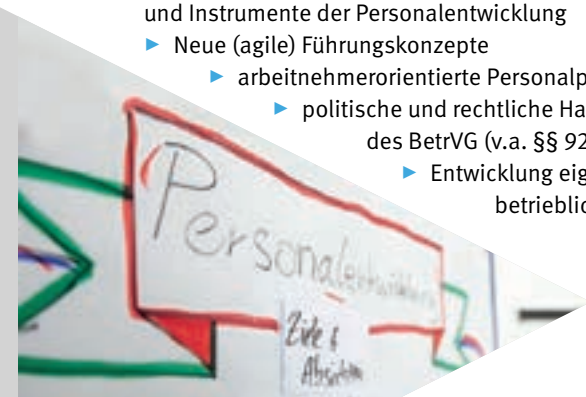 und Instrumente der Personalentwicklung
▶ Neue (agile) Führungskonzepte
▶ arbeitnehmerorientierte Personalp
▶ politische und rechtliche Ha
des BetrVG (v.a. §§ 92
▶ Entwicklung eig
betrieblic
Ziele &
Absichten